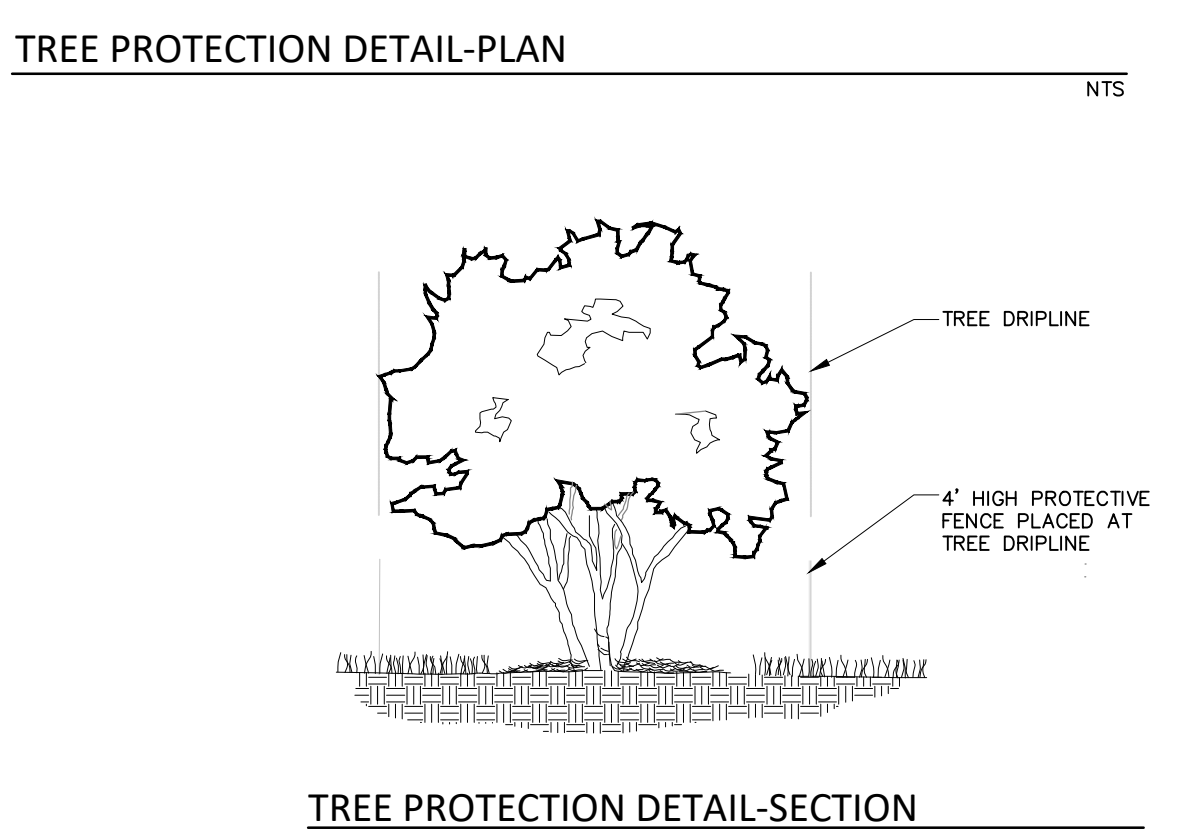 TREE PROTECTION DETAIL-PLAN
NTS
TREE DRIPLINE
4' HIGH PROTECTIVE
FENCE PLACED AT
TREE DRIPLINE
TREE PROTECTION DETAIL-SECTION